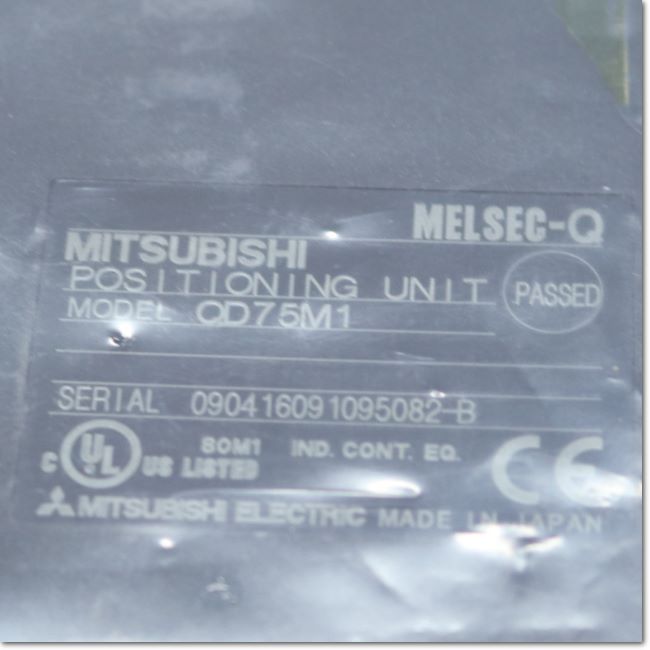 MELSEC-Q
MITSUBISHI
POSITIONING UNIT
PASSED
MODEL QD75M1
SERIAL 090416091095082-B
C UL US LISTED 80M1 IND. CONT. EQ. CE
MITSUBISHI ELECTRIC MADE IN JAPAN